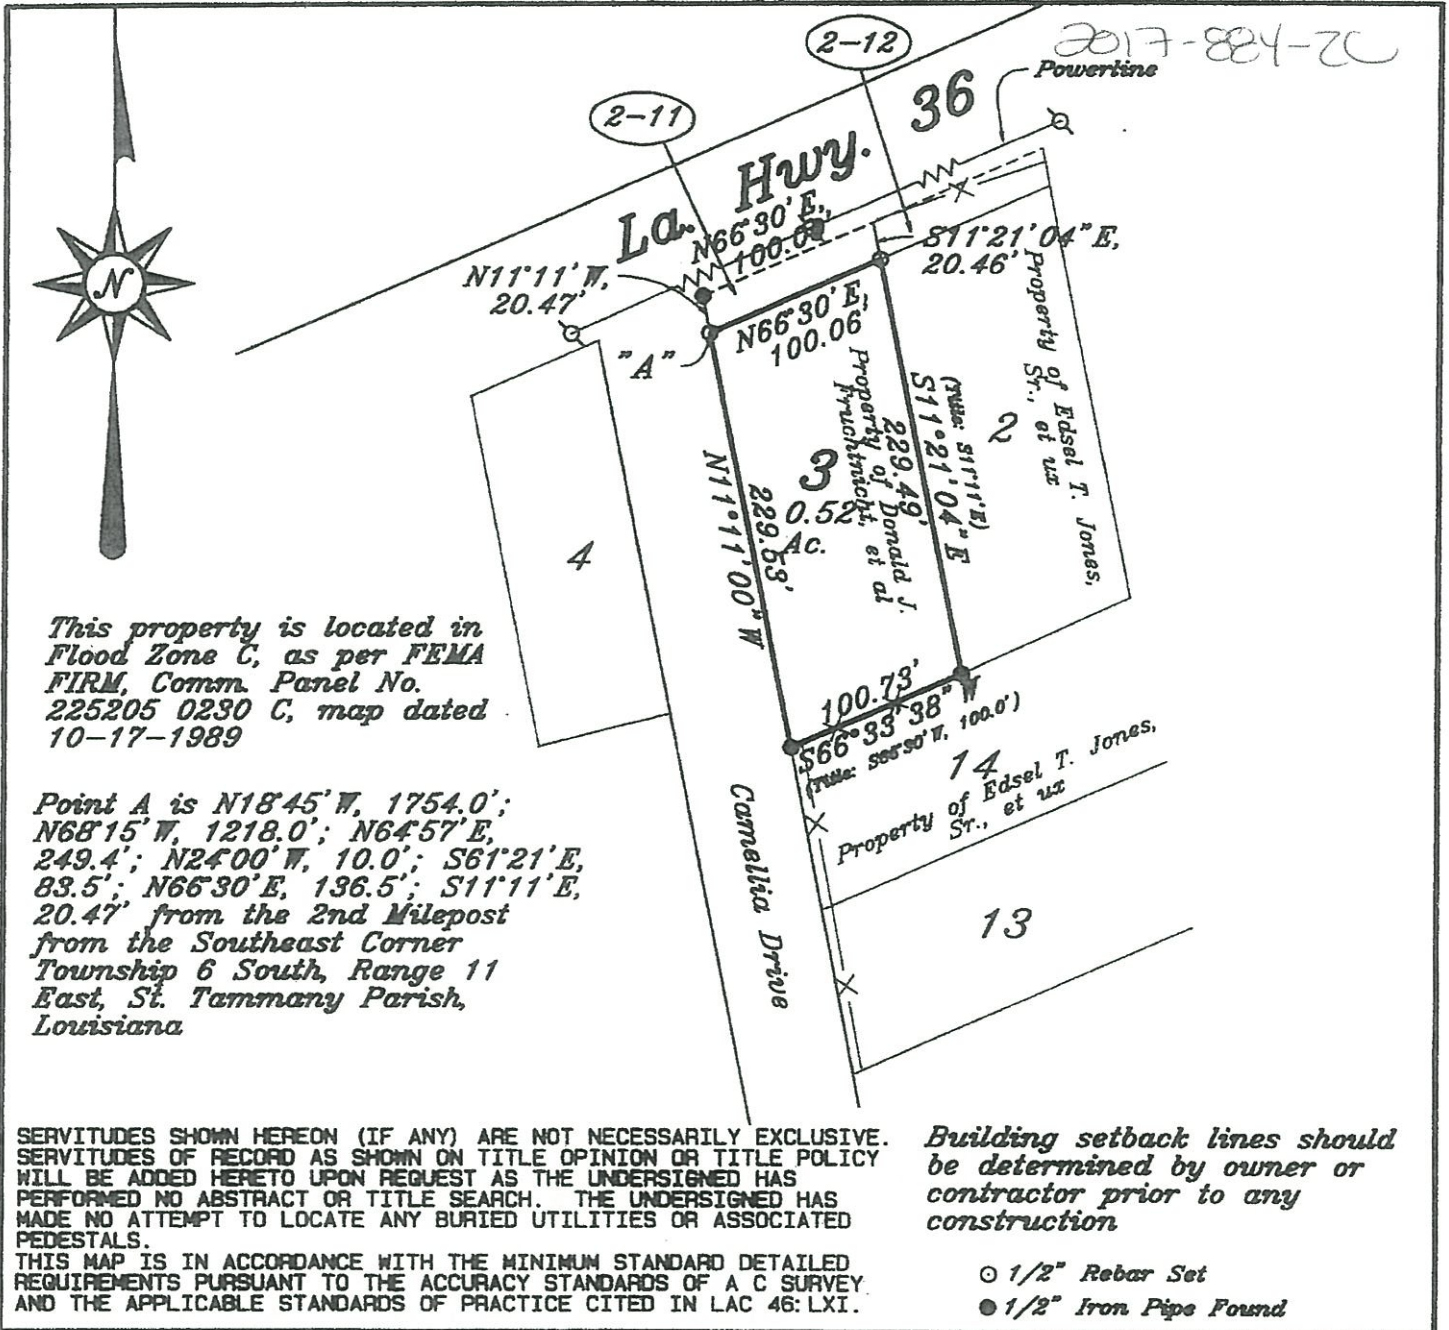 2017-884-ZC
2-12
Powerline
2-11
La. Hwy. 36
N66°30'E,
100.0'
N11°11'W,
20.47'
S11°21'04"E,
20.46'
"A"
N66°30'E,
100.06'
N
4
3
0.52
Ac.
2
N11°11'00"W
229.53'
Property of Donald J.
Fruchtnicht, et al
(Title: S11°11'E)
S11°21'04"E
229.49'
Property of Edsel T. Jones,
Sr., et ux
100.73'
S66°33'38"W
(Title: S66°30'W, 100.0')
14
Property of Edsel T. Jones,
Sr., et ux
13
Camellia Drive
This property is located in
Flood Zone C, as per FEMA
FIRM, Comm. Panel No.
225205 0230 C, map dated
10-17-1989
Point A is N18°45'W, 1754.0';
N68°15'W, 1218.0'; N64°57'E,
249.4'; N24°00'W, 10.0'; S61°21'E,
83.5'; N66°30'E, 136.5'; S11°11'E,
20.47' from the 2nd Milepost
from the Southeast Corner
Township 6 South, Range 11
East, St. Tammany Parish,
Louisiana
SERVITUDES SHOWN HEREON (IF ANY) ARE NOT NECESSARILY EXCLUSIVE.
SERVITUDES OF RECORD AS SHOWN ON TITLE OPINION OR TITLE POLICY
WILL BE ADDED HERETO UPON REQUEST AS THE UNDERSIGNED HAS
PERFORMED NO ABSTRACT OR TITLE SEARCH. THE UNDERSIGNED HAS
MADE NO ATTEMPT TO LOCATE ANY BURIED UTILITIES OR ASSOCIATED
PEDESTALS.
THIS MAP IS IN ACCORDANCE WITH THE MINIMUM STANDARD DETAILED
REQUIREMENTS PURSUANT TO THE ACCURACY STANDARDS OF A C SURVEY
AND THE APPLICABLE STANDARDS OF PRACTICE CITED IN LAC 46:LXI.
Building setback lines should
be determined by owner or
contractor prior to any
construction
1/2" Rebar Set
1/2" Iron Pipe Found